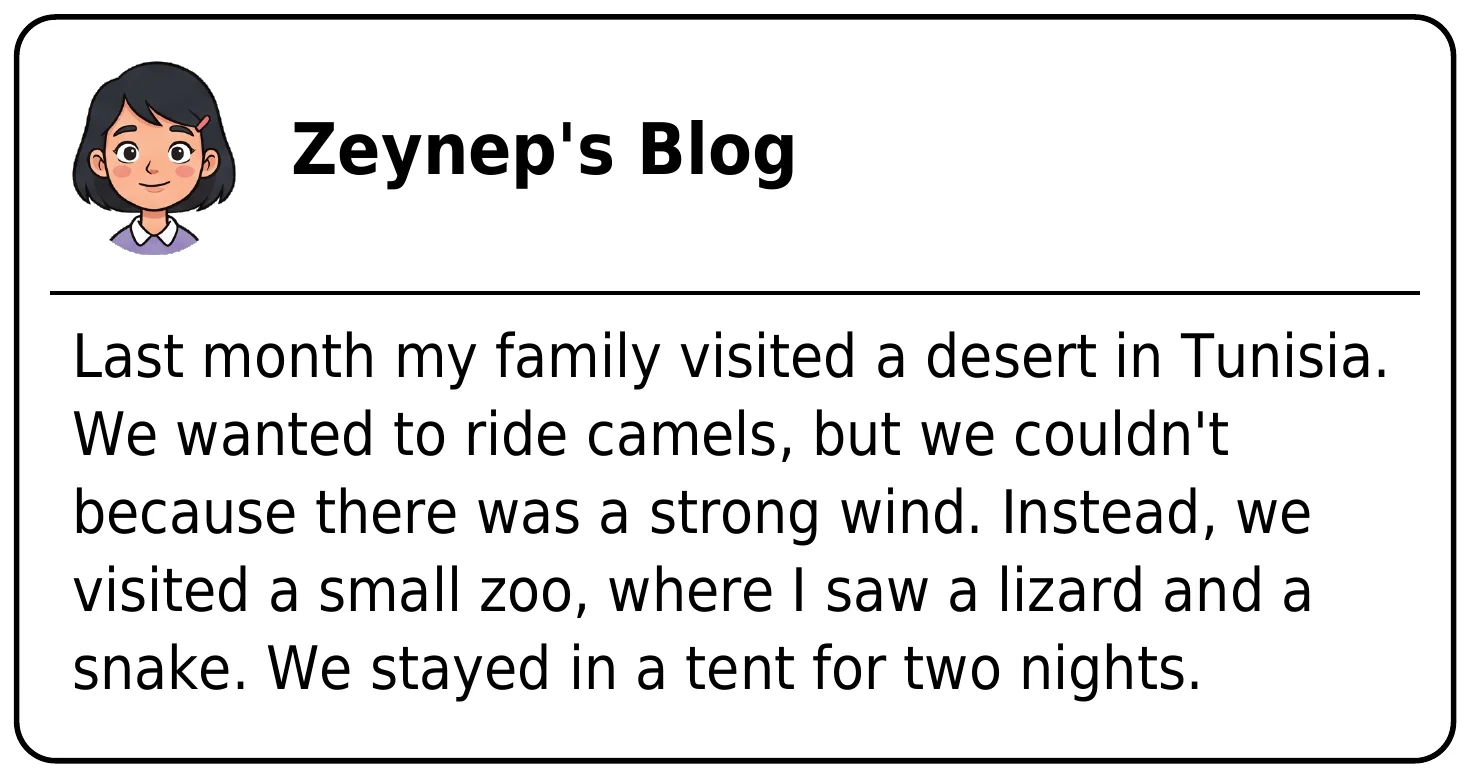 Zeynep's Blog
Last month my family visited a desert in Tunisia.
We wanted to ride camels, but we couldn't
because there was a strong wind. Instead, we
visited a small zoo, where I saw a lizard and a
snake. We stayed in a tent for two nights.